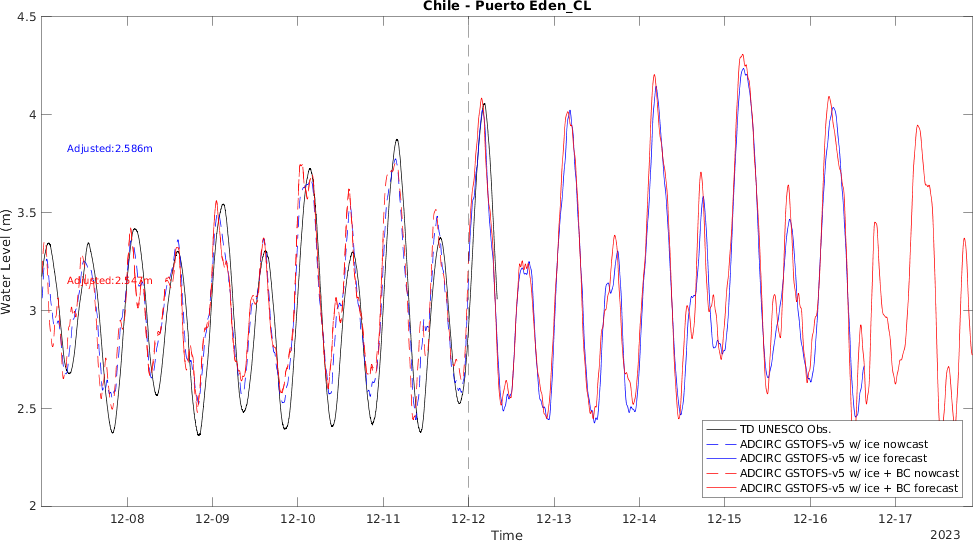 Chile - Puerto Eden_CL
4.5
4
3.5
3
2.5
2
Water Level (m)
Adjusted:2.586m
Adjusted:2.542m
TD UNESCO Obs.
ADCIRC GSTOFS-v5 w/ ice nowcast
ADCIRC GSTOFS-v5 w/ ice forecast
ADCIRC GSTOFS-v5 w/ ice + BC nowcast
ADCIRC GSTOFS-v5 w/ ice + BC forecast
12-08 12-09 12-10 12-11 12-12 12-13 12-14 12-15 12-16 12-17
Time
2023